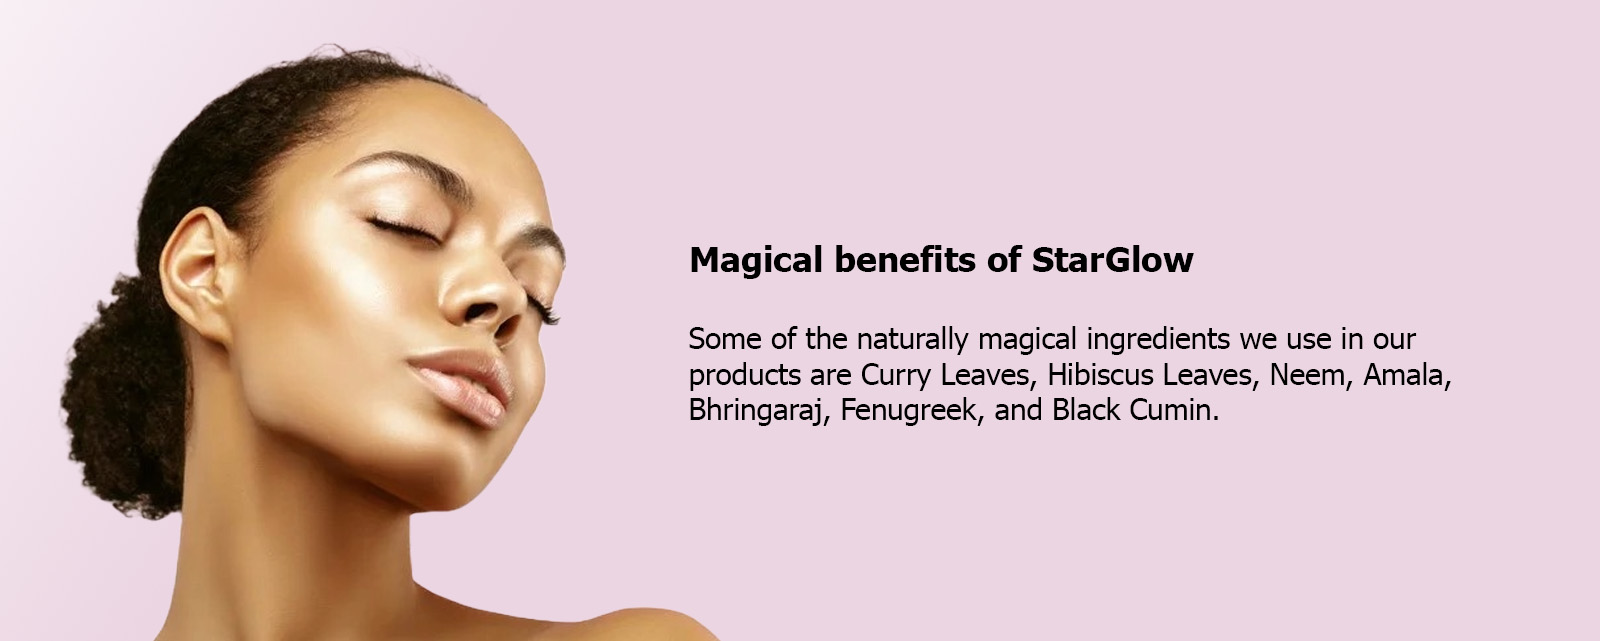 Magical benefits of StarGlow
Some of the naturally magical ingredients we use in our
products are Curry Leaves, Hibiscus Leaves, Neem, Amala,
Bhringaraj, Fenugreek, and Black Cumin.